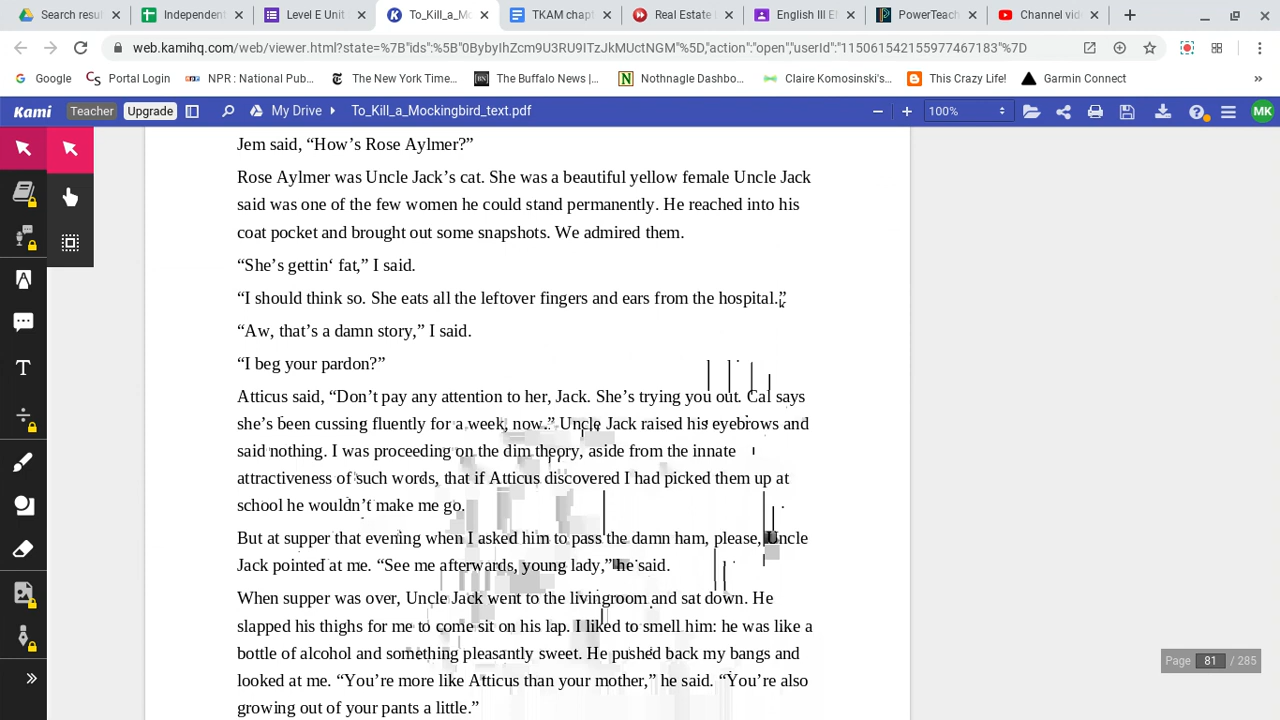 Search resul
Independent
Level E Unit
To_Kill_a_Mo
TKAM chap
Real Estate
English III E
PowerTeach
Channel vid
web.kamihq.com/web/viewer.html?state=%7B"ids":%5B"0BybyIhZcm9U3RU9ITzJkMUctNGM"%5D,"action":"open","userId":"115061542155977467183"%7D
Google
Portal Login
NPR : National Pub...
The New York Time...
The Buffalo News |...
Nothnagle Dashbo...
Claire Komosinski's...
This Crazy Life!
Garmin Connect
»
Kami Teacher Upgrade My Drive To_Kill_a_Mockingbird_text.pdf 100% MK
Jem said, “How’s Rose Aylmer?”
Rose Aylmer was Uncle Jack’s cat. She was a beautiful yellow female Uncle Jack
said was one of the few women he could stand permanently. He reached into his
coat pocket and brought out some snapshots. We admired them.
“She’s gettin‘ fat,” I said.
“I should think so. She eats all the leftover fingers and ears from the hospital.”
“Aw, that’s a damn story,” I said.
“I beg your pardon?”
Atticus said, “Don’t pay any attention to her, Jack. She’s trying you out. Cal says
she’s been cussing fluently for a week, now.” Uncle Jack raised his eyebrows and
said nothing. I was proceeding on the dim theory, aside from the innate
attractiveness of such words, that if Atticus discovered I had picked them up at
school he wouldn’t make me go.
But at supper that evening when I asked him to pass the damn ham, please, Uncle
Jack pointed at me. “See me afterwards, young lady,” he said.
When supper was over, Uncle Jack went to the livingroom and sat down. He
slapped his thighs for me to come sit on his lap. I liked to smell him: he was like a
bottle of alcohol and something pleasantly sweet. He pushed back my bangs and
looked at me. “You’re more like Atticus than your mother,” he said. “You’re also
growing out of your pants a little.”
Page 81 / 285